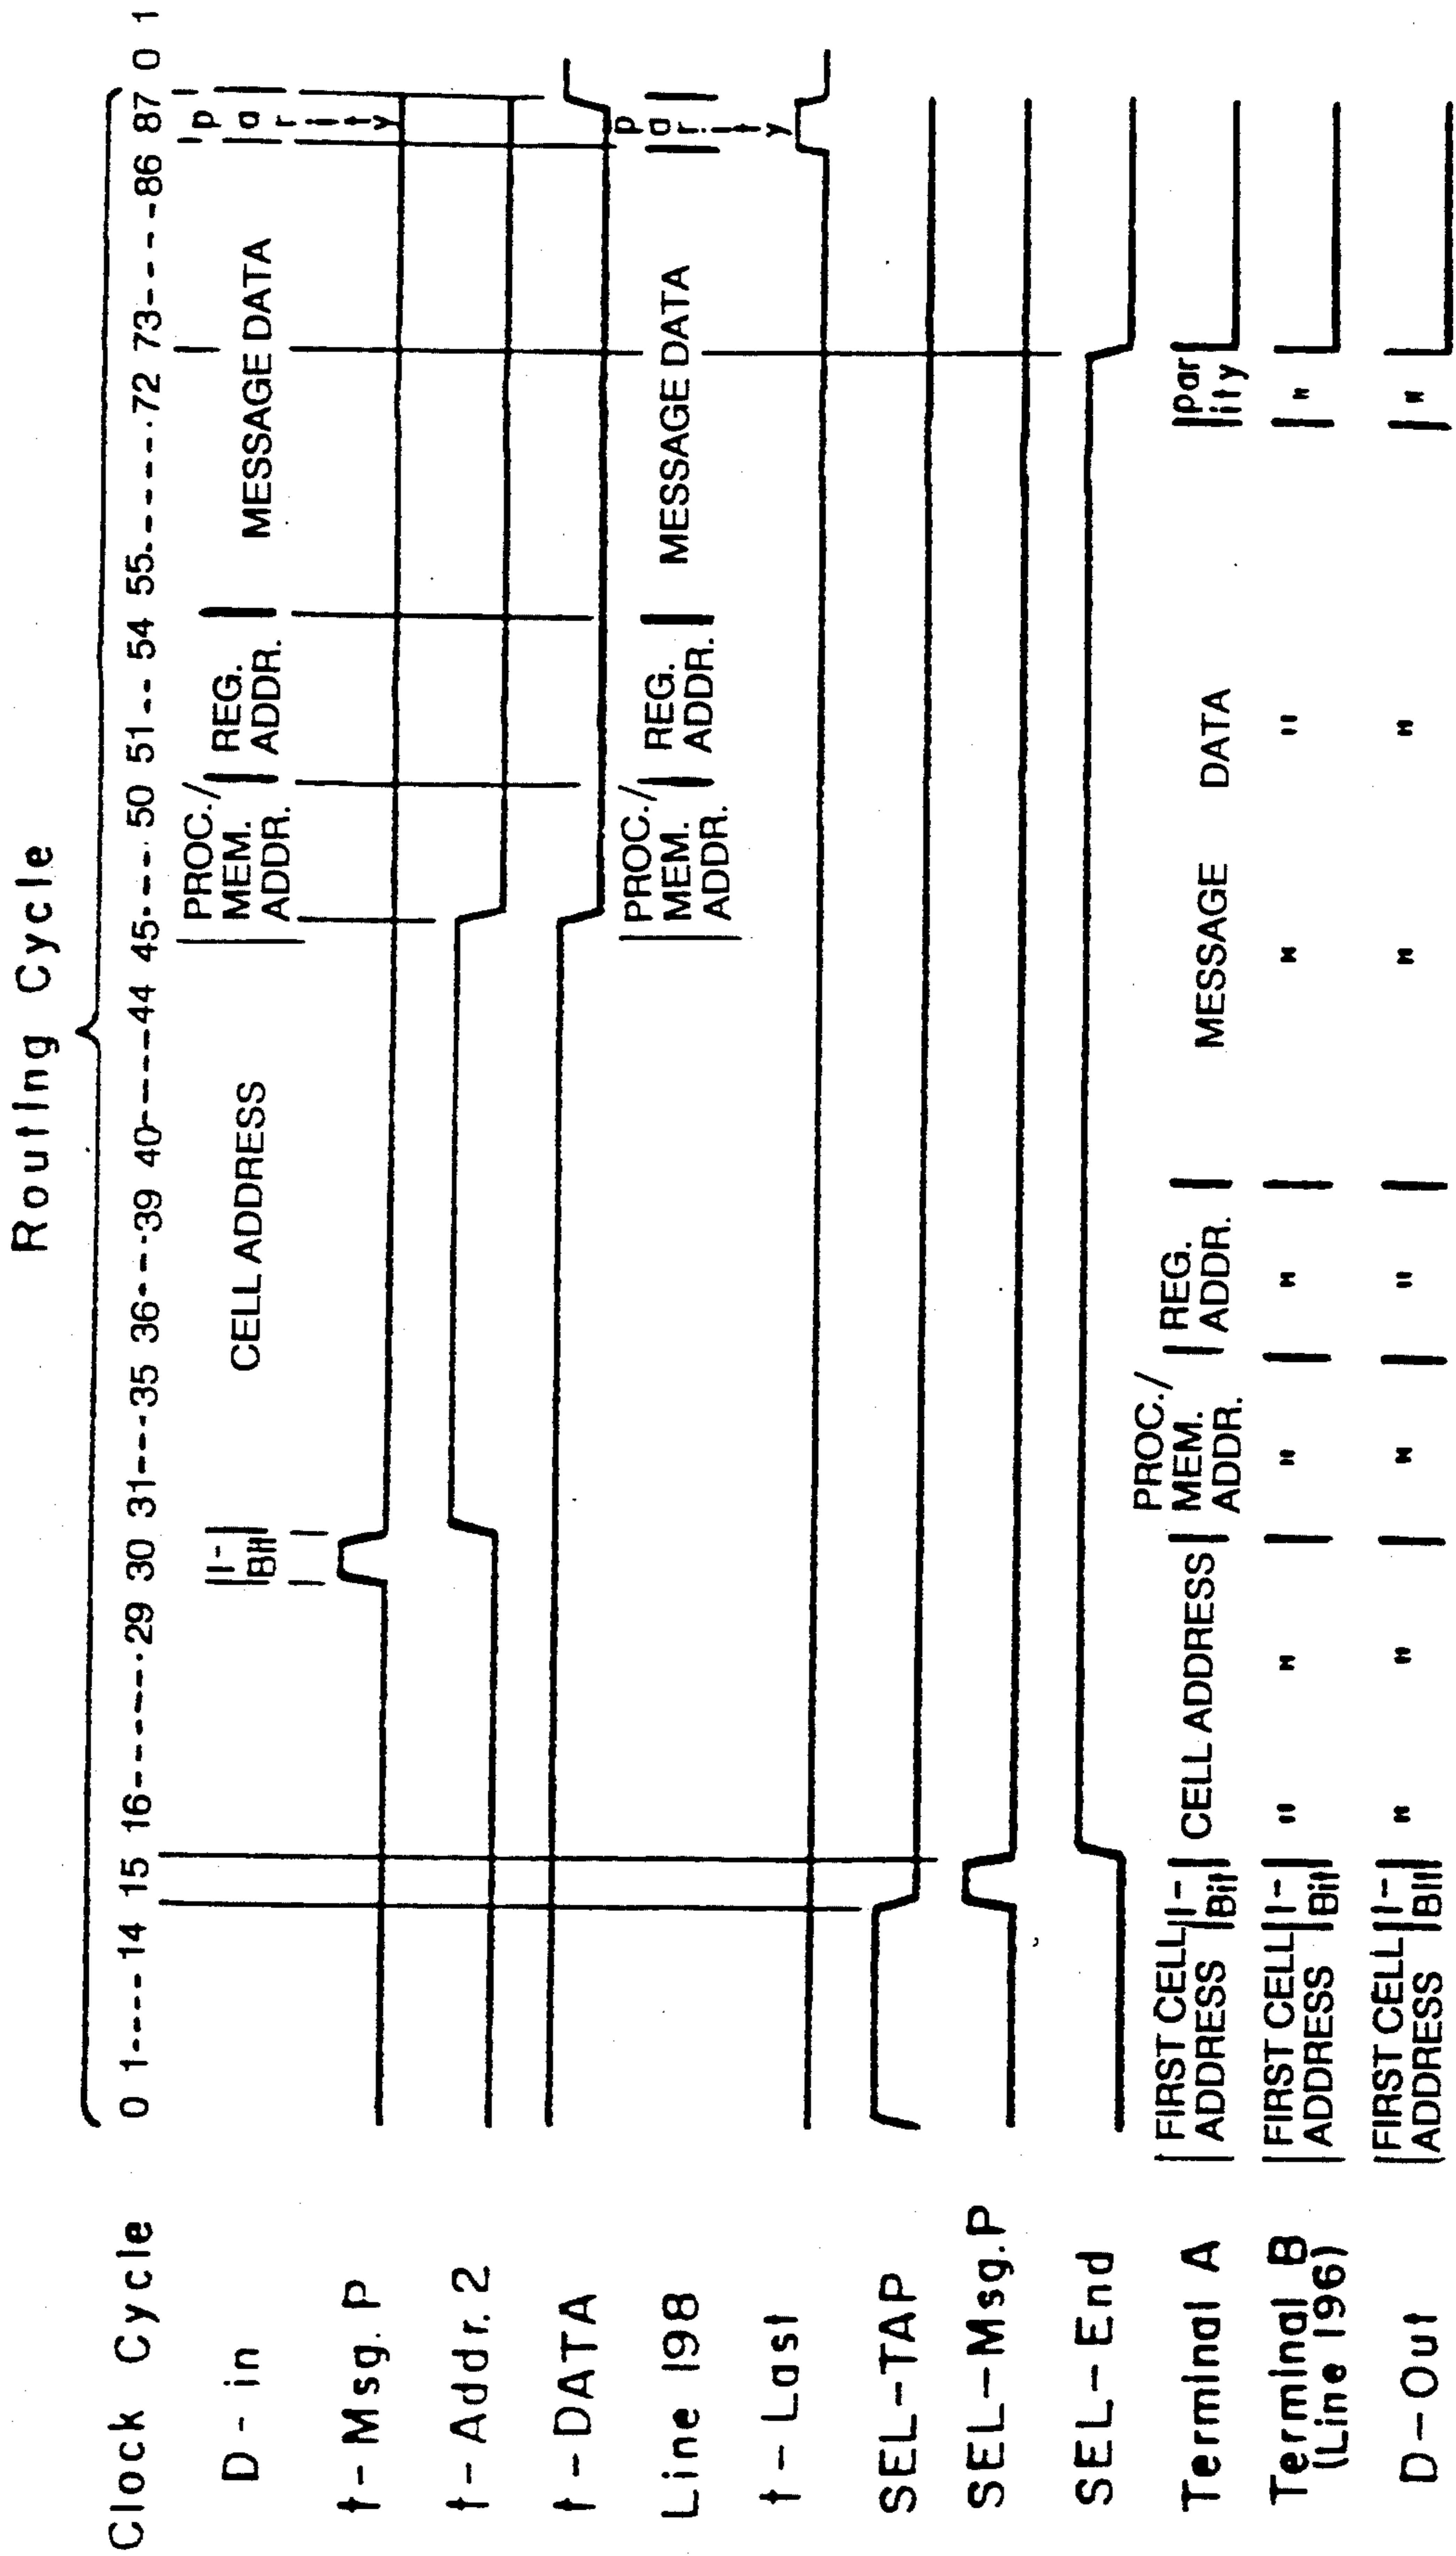 Routing Cycle
Clock Cycle 0 1----14 15 16------·29 30 31---·35 36---·39 40----44 45---· 50 51-- 54 55.-----·72 73----86 87 0 1
D-in |I-Bit| CELL ADDRESS |PROC./MEM. ADDR.| REG. ADDR.| MESSAGE DATA |parity|
t-Msg. P
t-Addr. 2
t-DATA
Line 198 |PROC./MEM. ADDR.| REG. ADDR.| MESSAGE DATA |parity|
t-Last
SEL-TAP
SEL-Msg.P
SEL-End
Terminal A |FIRST CELL ADDRESS|I-Bit| CELL ADDRESS | PROC./MEM. ADDR. | REG. ADDR. | MESSAGE DATA |parity|
Terminal B (Line 196) |FIRST CELL ADDRESS|I-Bit| " " | " | " | " " | " |
D-Out |FIRST CELL ADDRESS|I-Bit| " " | " | " | " " | " |